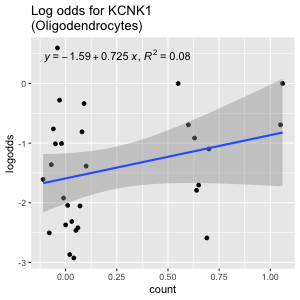 Log odds for KCNK1
(Oligodendrocytes)
y = −1.59 + 0.725 x, R² = 0.08
0
-1
-2
-3
logodds
0.00 0.25 0.50 0.75 1.00
count